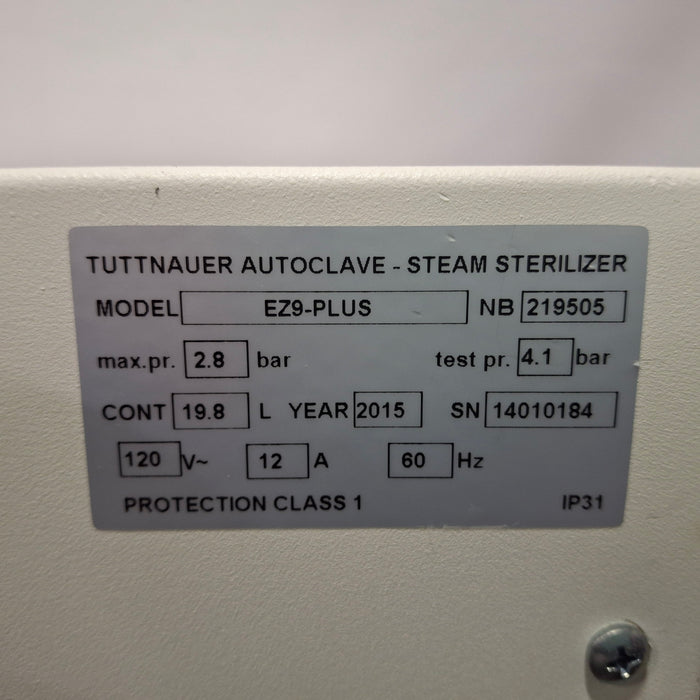 TUTTNAUER AUTOCLAVE - STEAM STERILIZER
MODEL EZ9-PLUS NB 219505
max.pr. 2.8 bar test pr. 4.1 bar
CONT 19.8 L YEAR 2015 SN 14010184
120 V~ 12 A 60 Hz
PROTECTION CLASS 1 IP31